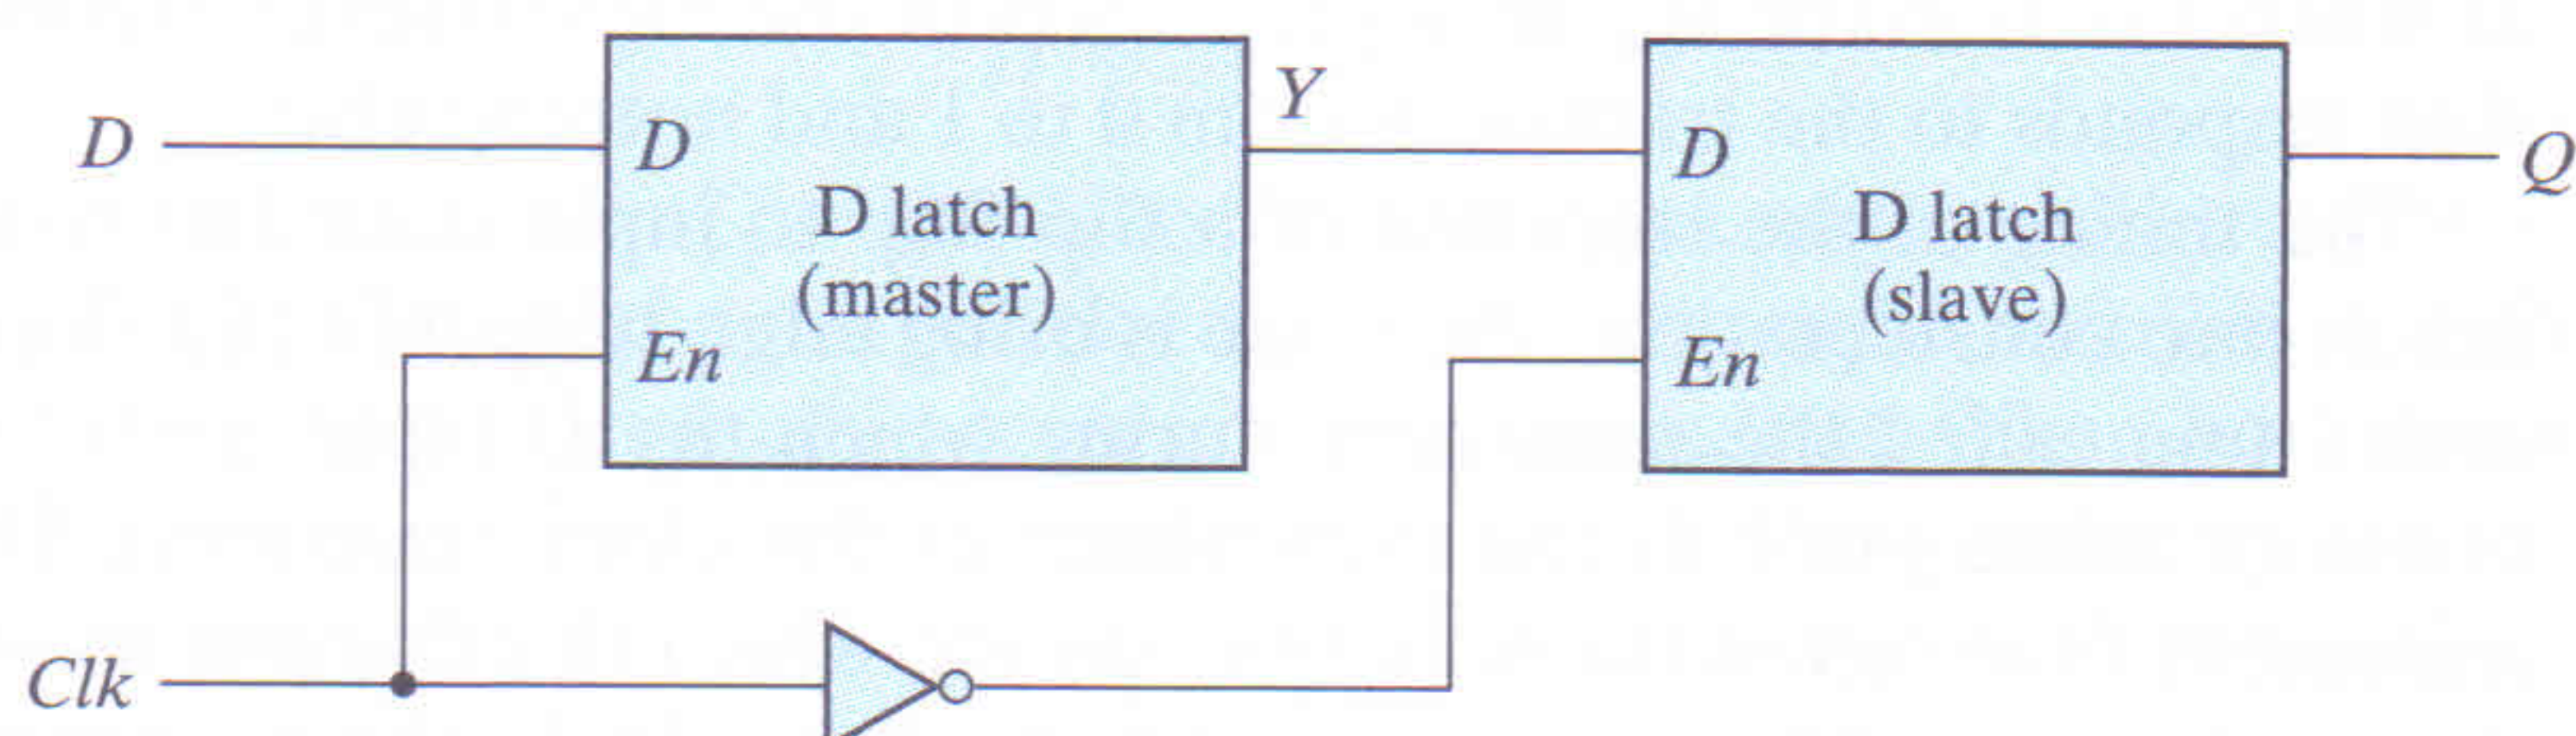 D
D
D latch
(master)
En
Y
D
D latch
(slave)
En
Q
Clk